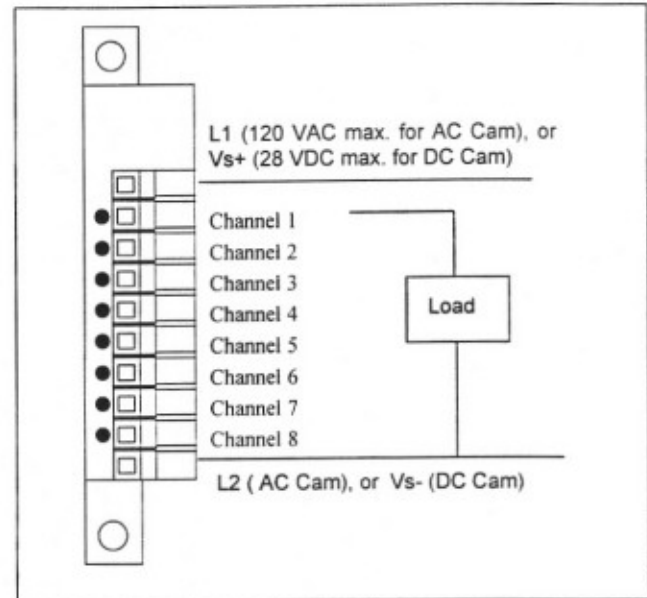 L1 (120 VAC max. for AC Cam), or
Vs+ (28 VDC max. for DC Cam)
Channel 1
Channel 2
Channel 3
Channel 4
Channel 5
Channel 6
Channel 7
Channel 8
Load
L2 ( AC Cam), or Vs- (DC Cam)